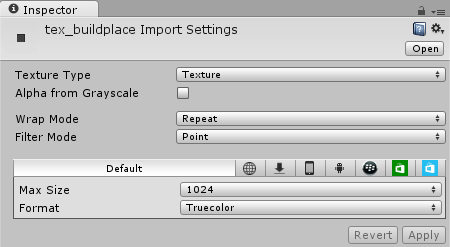 Inspector
tex_buildplace Import Settings
Open
Texture Type Texture
Alpha from Grayscale
Wrap Mode Repeat
Filter Mode Point
Default
Max Size 1024
Format Truecolor
Revert Apply